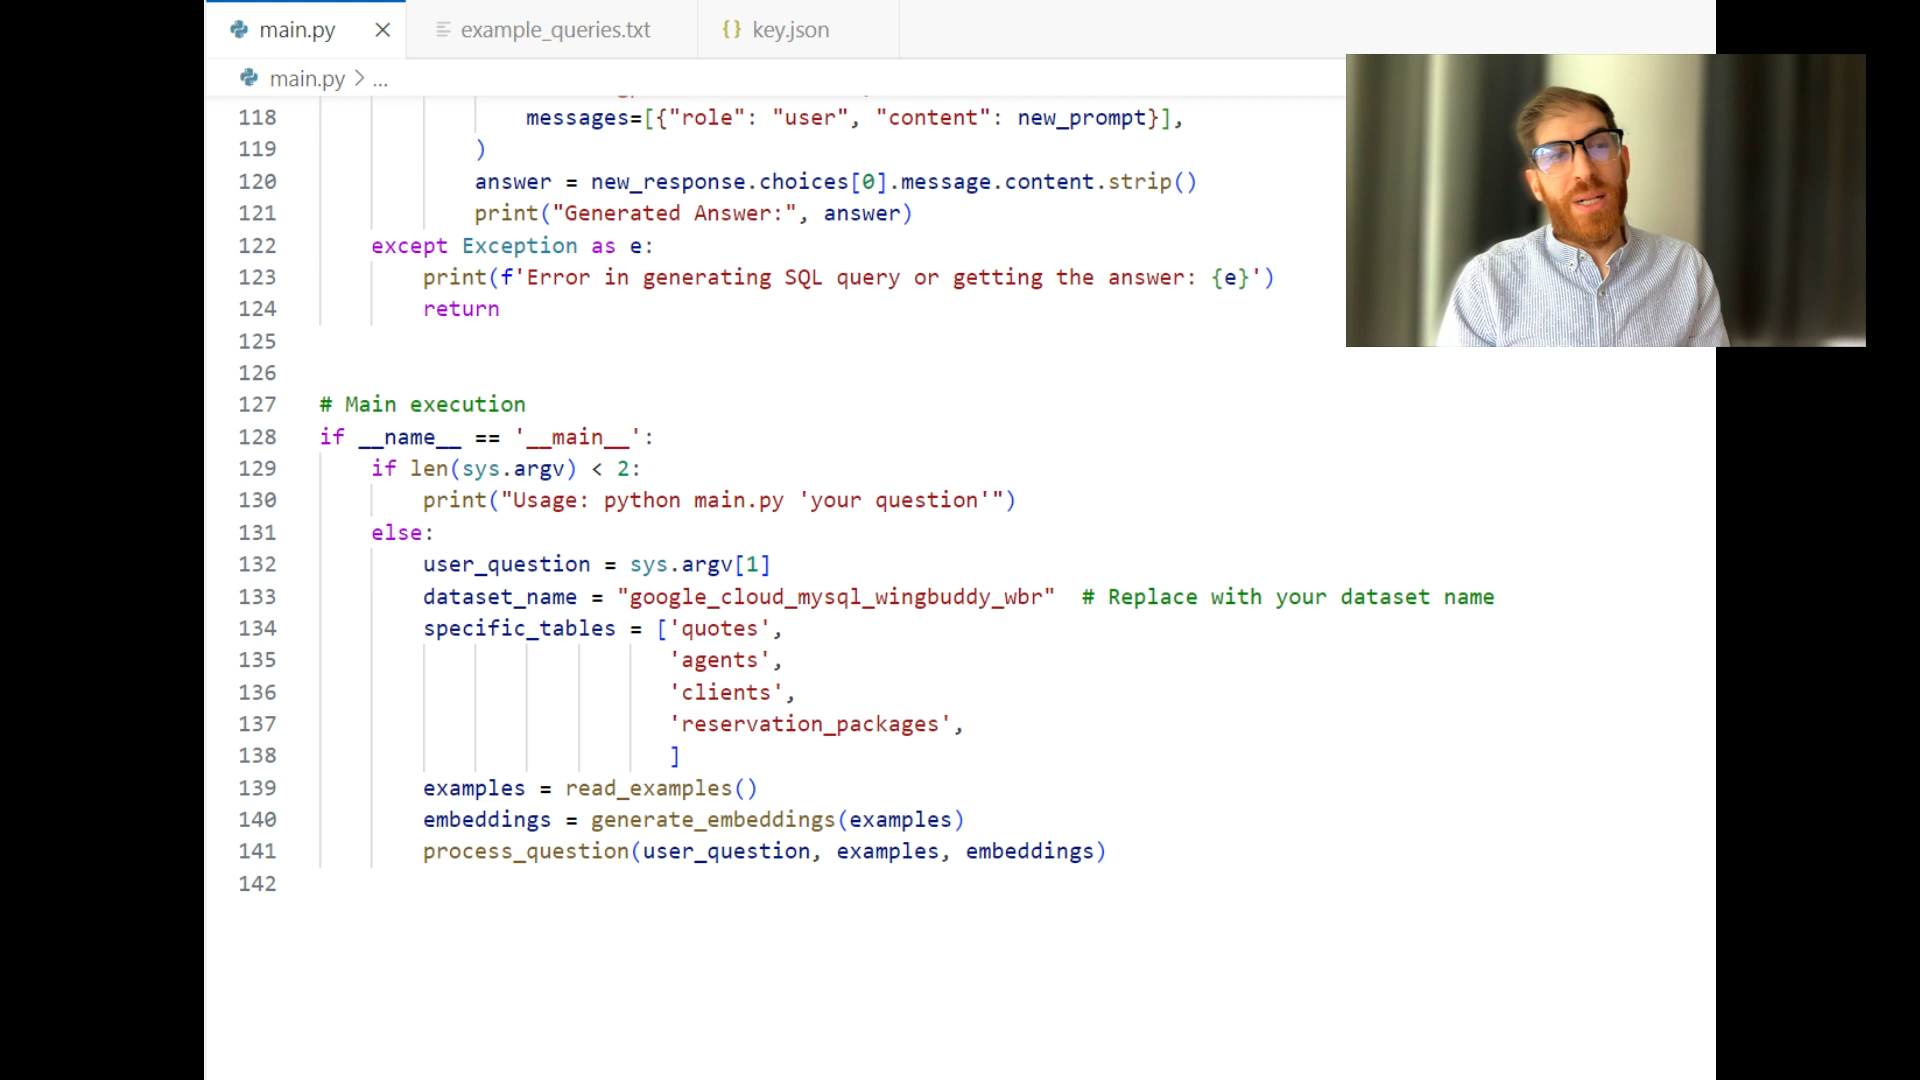 main.py
example_queries.txt
{} key.json
main.py > ...
118 messages=[{"role": "user", "content": new_prompt}],
119 )
120 answer = new_response.choices[0].message.content.strip()
121 print("Generated Answer:", answer)
122 except Exception as e:
123 print(f'Error in generating SQL query or getting the answer: {e}')
124 return
125
126
127 # Main execution
128 if __name__ == '__main__':
129 if len(sys.argv) < 2:
130 print("Usage: python main.py 'your question'")
131 else:
132 user_question = sys.argv[1]
133 dataset_name = "google_cloud_mysql_wingbuddy_wbr" # Replace with your dataset name
134 specific_tables = ['quotes',
135 'agents',
136 'clients',
137 'reservation_packages',
138 ]
139 examples = read_examples()
140 embeddings = generate_embeddings(examples)
141 process_question(user_question, examples, embeddings)
142